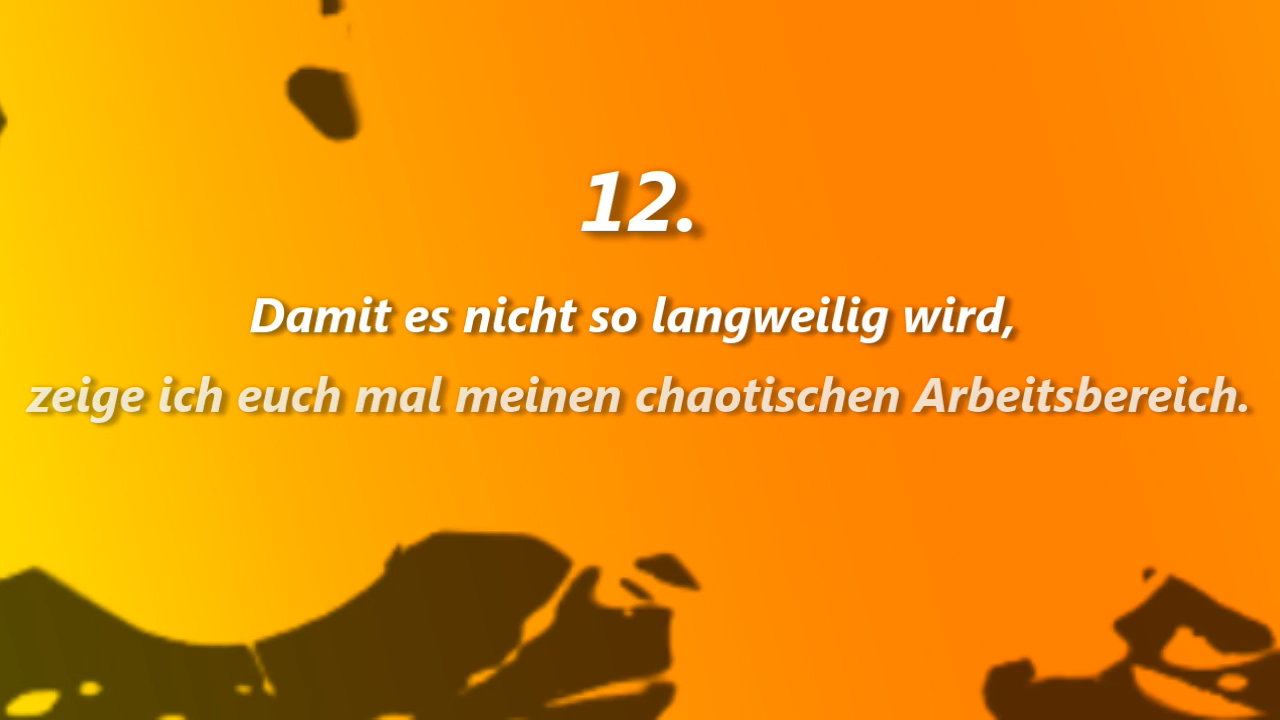 12.
Damit es nicht so langweilig wird,
zeige ich euch mal meinen chaotischen Arbeitsbereich.